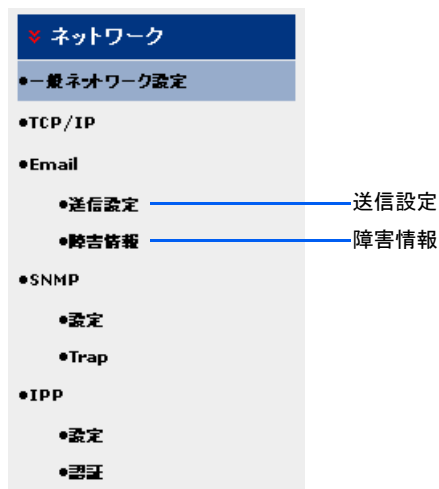 ネットワーク
●一般ネットワーク設定
●TCP/IP
●Email
●送信設定 送信設定
●障害情報 障害情報
●SNMP
●設定
●Trap
●IPP
●設定
●認証